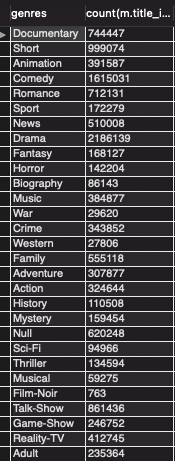 genres count(m.title_i...
Documentary 744447
Short 999074
Animation 391587
Comedy 1615031
Romance 712131
Sport 172279
News 510008
Drama 2186139
Fantasy 168127
Horror 142204
Biography 86143
Music 384877
War 29620
Crime 343852
Western 27806
Family 555118
Adventure 307877
Action 324644
History 110508
Mystery 159454
Null 620248
Sci-Fi 94966
Thriller 134594
Musical 59275
Film-Noir 763
Talk-Show 861436
Game-Show 246752
Reality-TV 412745
Adult 235364